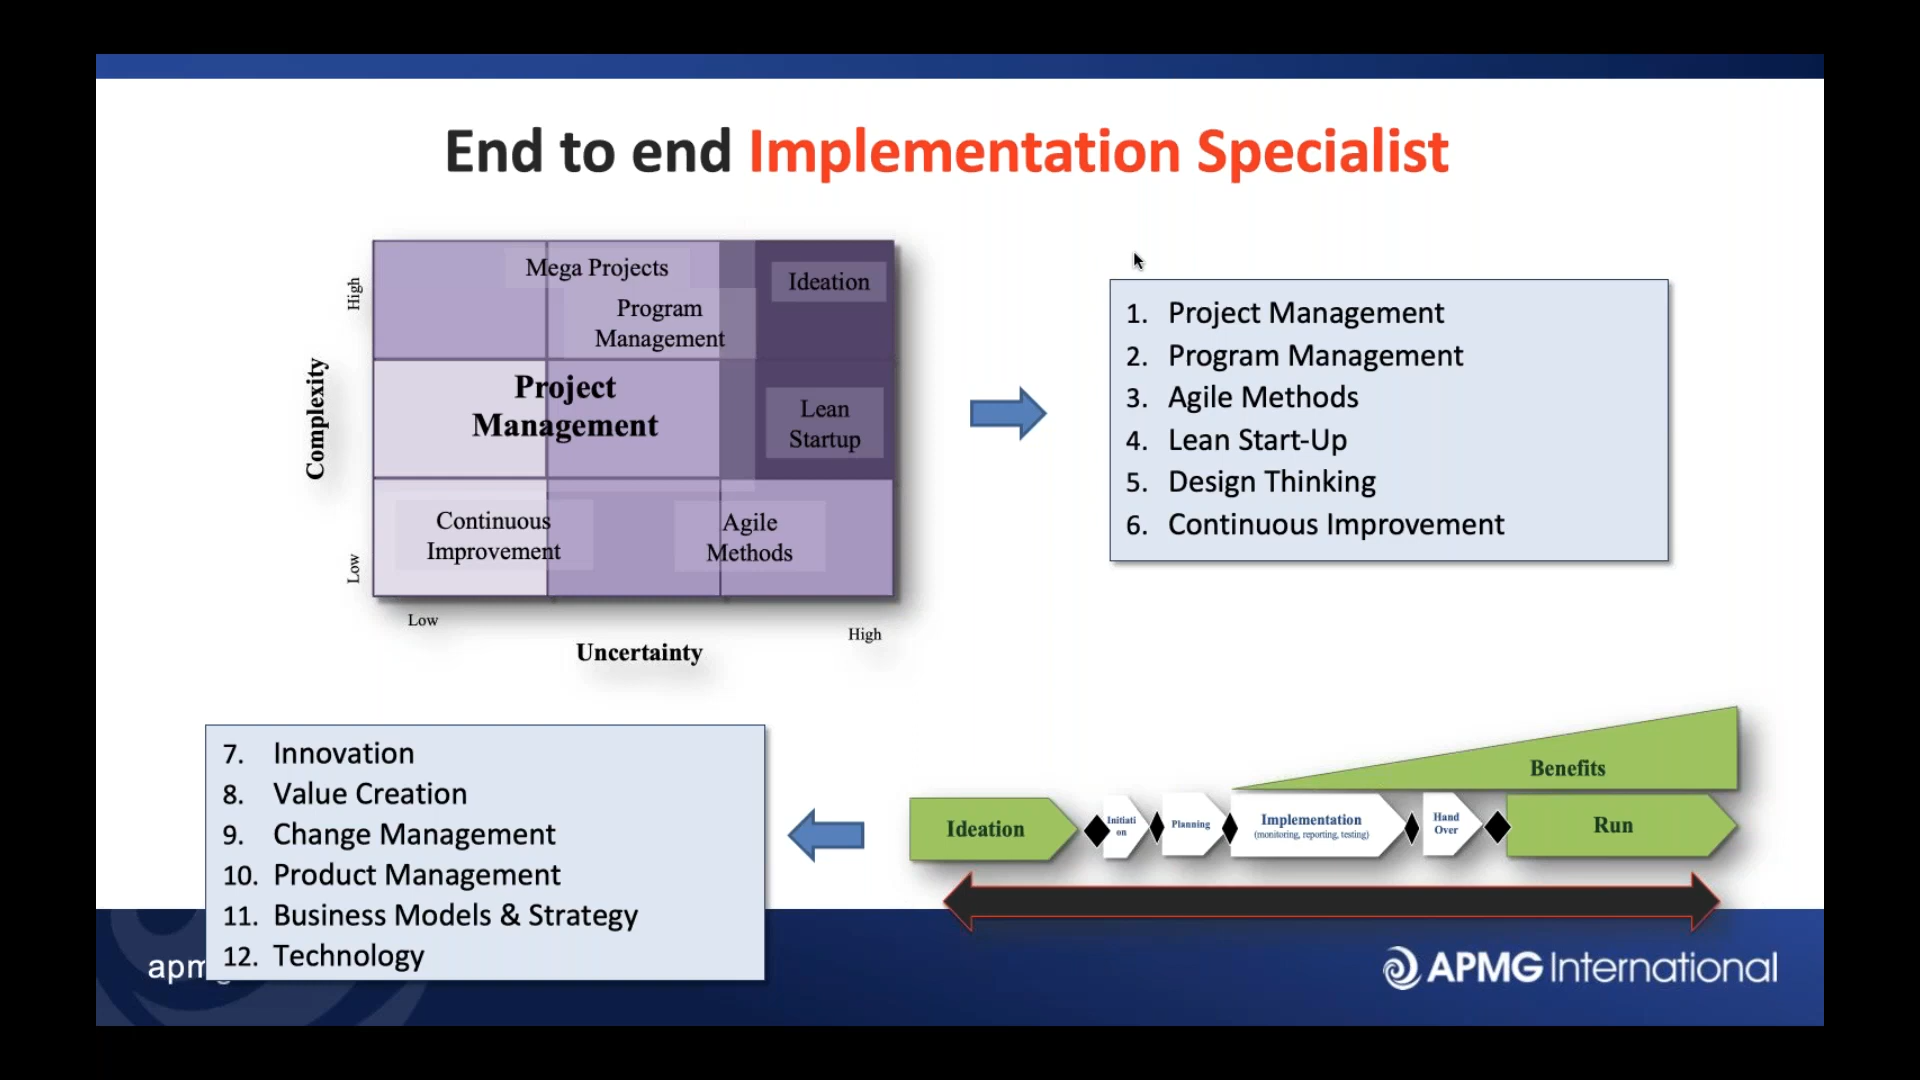 End to end Implementation Specialist
High
Complexity
Low
Mega Projects
Program
Management
Ideation
Project
Management
Lean
Startup
Continuous
Improvement
Agile
Methods
Low
High
Uncertainty
1. Project Management
2. Program Management
3. Agile Methods
4. Lean Start-Up
5. Design Thinking
6. Continuous Improvement
7. Innovation
8. Value Creation
9. Change Management
10. Product Management
11. Business Models & Strategy
12. Technology
Benefits
Ideation
Initiati
on
Planning
Implementation
(monitoring, reporting, testing)
Hand
Over
Run
APMG International